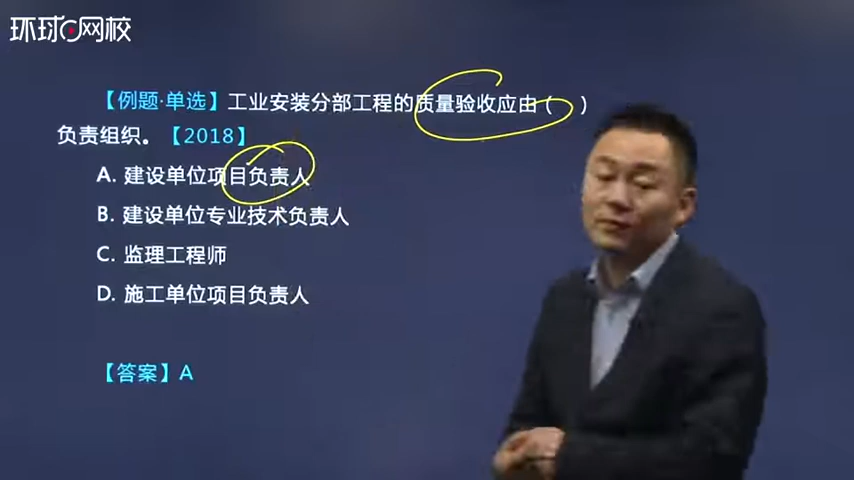 环球网校
【例题·单选】工业安装分部工程的质量验收应由（ ）
负责组织。【2018】
A. 建设单位项目负责人
B. 建设单位专业技术负责人
C. 监理工程师
D. 施工单位项目负责人
【答案】A